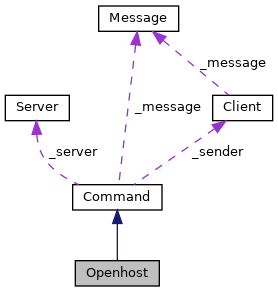 Message
_message
Server
Client
_message
_server
_sender
Command
Openhost